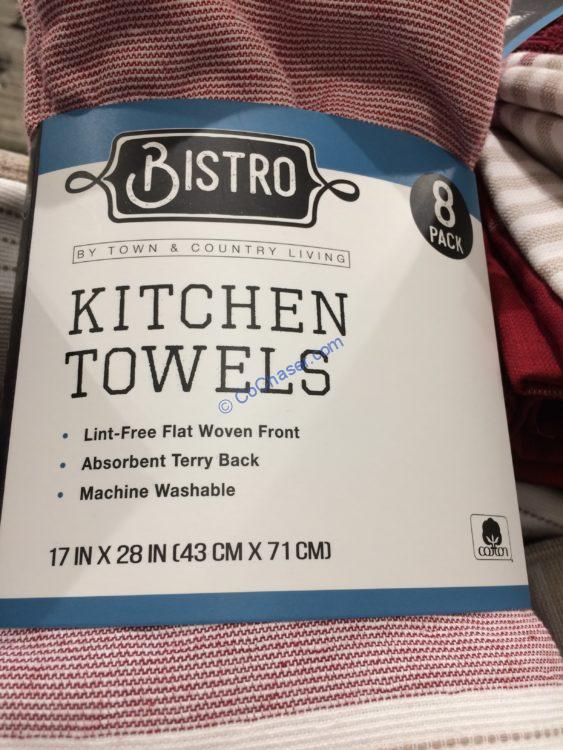 BISTRO
8
PACK
BY TOWN & COUNTRY LIVING
KITCHEN
TOWELS
© CoChaser.com
• Lint-Free Flat Woven Front
• Absorbent Terry Back
• Machine Washable
17 IN X 28 IN (43 CM X 71 CM)
cotton